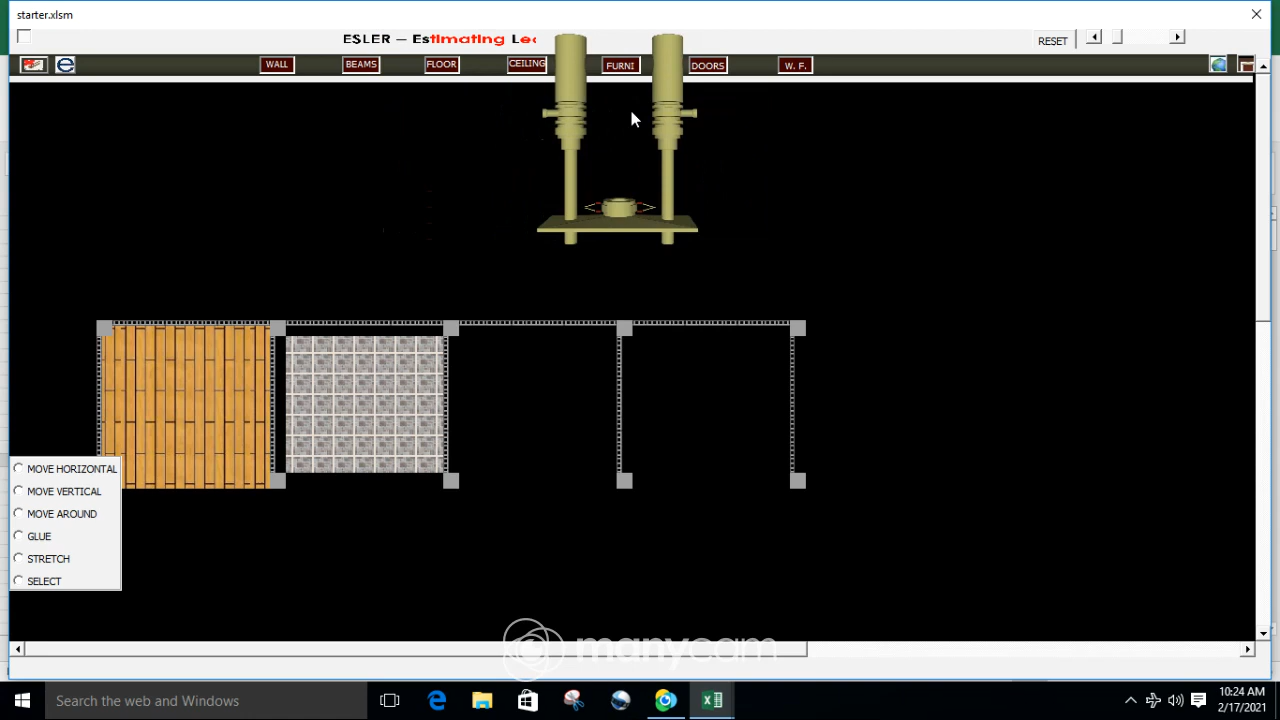 starter.xlsm
ESLER – Estimating Lec
RESET
WALL BEAMS FLOOR CEILING FURNI DOORS W. F.
MOVE HORIZONTAL
MOVE VERTICAL
MOVE AROUND
GLUE
STRETCH
SELECT
manycam
Search the web and Windows
10:24 AM
2/17/2021